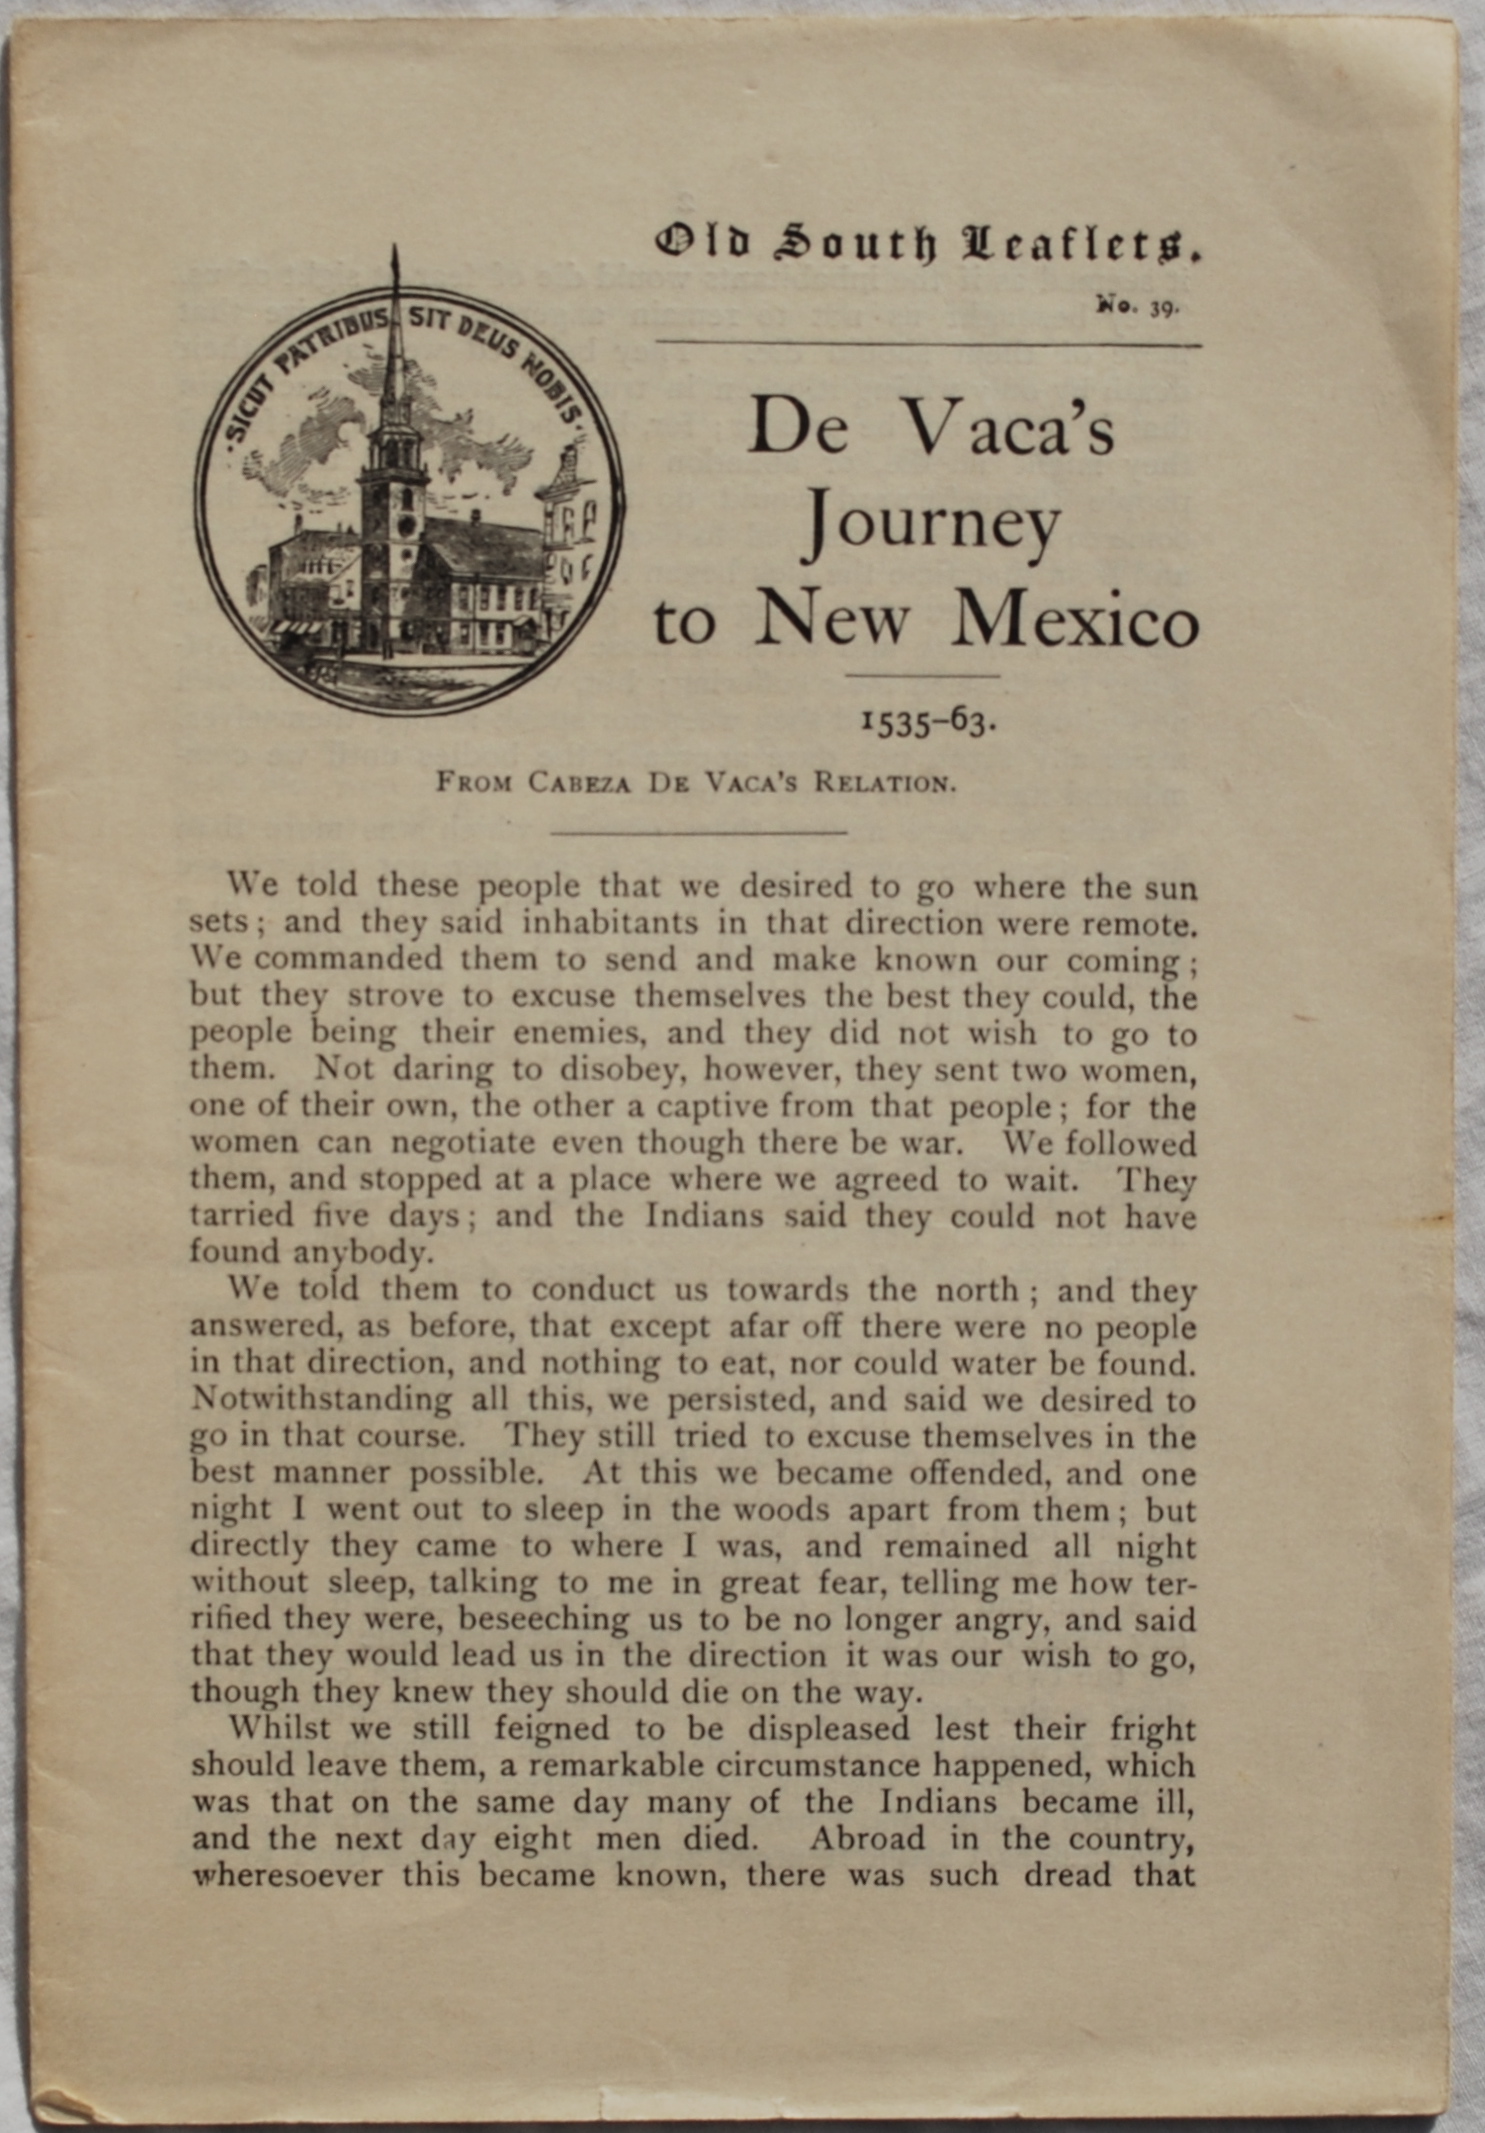 Old South Leaflets.
No. 39.
·SICUT PATRIBUS, SIT DEUS NOBIS·
De Vaca's
Journey
to New Mexico
1535–63.
FROM CABEZA DE VACA'S RELATION.
We told these people that we desired to go where the sun
sets; and they said inhabitants in that direction were remote.
We commanded them to send and make known our coming;
but they strove to excuse themselves the best they could, the
people being their enemies, and they did not wish to go to
them. Not daring to disobey, however, they sent two women,
one of their own, the other a captive from that people; for the
women can negotiate even though there be war. We followed
them, and stopped at a place where we agreed to wait. They
tarried five days; and the Indians said they could not have
found anybody.
We told them to conduct us towards the north; and they
answered, as before, that except afar off there were no people
in that direction, and nothing to eat, nor could water be found.
Notwithstanding all this, we persisted, and said we desired to
go in that course. They still tried to excuse themselves in the
best manner possible. At this we became offended, and one
night I went out to sleep in the woods apart from them; but
directly they came to where I was, and remained all night
without sleep, talking to me in great fear, telling me how ter-
rified they were, beseeching us to be no longer angry, and said
that they would lead us in the direction it was our wish to go,
though they knew they should die on the way.
Whilst we still feigned to be displeased lest their fright
should leave them, a remarkable circumstance happened, which
was that on the same day many of the Indians became ill,
and the next day eight men died. Abroad in the country,
wheresoever this became known, there was such dread that